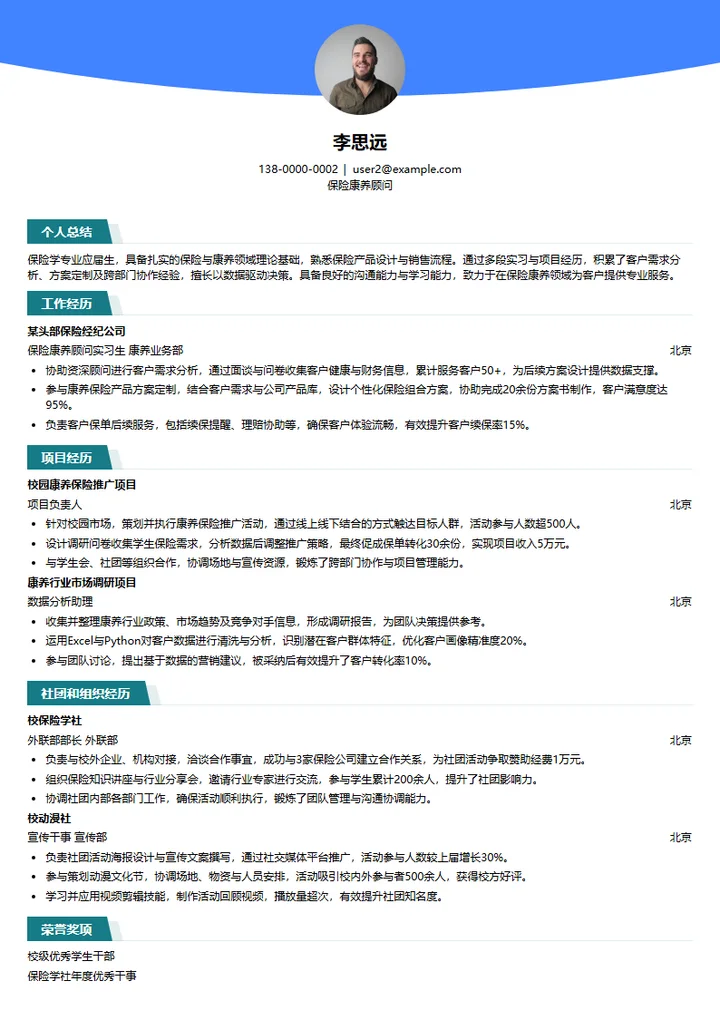 李思远
138-0000-0002 | user2@example.com
保险康养顾问
个人总结
保险学专业应届生，具备扎实的保险与康养领域理论基础，熟悉保险产品设计与销售流程。通过多段实习与项目经历，积累了客户需求分
析、方案定制及跨部门协作经验，擅长以数据驱动决策。具备良好的沟通能力与学习能力，致力于在保险康养领域为客户提供专业服务。
工作经历
某头部保险经纪公司
保险康养顾问实习生 康养业务部 北京
• 协助资深顾问进行客户需求分析，通过面谈与问卷收集客户健康与财务信息，累计服务客户50+，为后续方案设计提供数据支撑。
• 参与康养保险产品方案定制，结合客户需求与公司产品库，设计个性化保险组合方案，协助完成20余份方案书制作，客户满意度达
95%。
• 负责客户保单后续服务，包括续保提醒、理赔协助等，确保客户体验流畅，有效提升客户续保率15%。
项目经历
校园康养保险推广项目
项目负责人 北京
• 针对校园市场，策划并执行康养保险推广活动，通过线上线下结合的方式触达目标人群，活动参与人数超500人。
• 设计调研问卷收集学生保险需求，分析数据后调整推广策略，最终促成保单转化30余份，实现项目收入5万元。
• 与学生会、社团等组织合作，协调场地与宣传资源，锻炼了跨部门协作与项目管理能力。
康养行业市场调研项目
数据分析助理 北京
• 收集并整理康养行业政策、市场趋势及竞争对手信息，形成调研报告，为团队决策提供参考。
• 运用Excel与Python对客户数据进行清洗与分析，识别潜在客户群体特征，优化客户画像精准度20%。
• 参与团队讨论，提出基于数据的营销建议，被采纳后有效提升了客户转化率10%。
社团和组织经历
校保险学社
外联部部长 外联部 北京
• 负责与校外企业、机构对接，洽谈合作事宜，成功与3家保险公司建立合作关系，为社团活动争取赞助经费1万元。
• 组织保险知识讲座与行业分享会，邀请行业专家进行交流，参与学生累计200余人，提升了社团影响力。
• 协调社团内部各部门工作，确保活动顺利执行，锻炼了团队管理与沟通协调能力。
校动漫社
宣传干事 宣传部 北京
• 负责社团活动海报设计与宣传文案撰写，通过社交媒体平台推广，活动参与人数较上届增长30%。
• 参与策划动漫文化节，协调场地、物资与人员安排，活动吸引校内外参与者500余人，获得校方好评。
• 学习并应用视频剪辑技能，制作活动回顾视频，播放量超次，有效提升社团知名度。
荣誉奖项
校级优秀学生干部
保险学社年度优秀干事